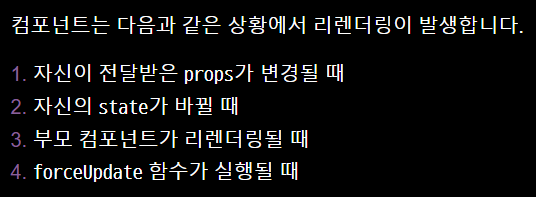 컴포넌트는 다음과 같은 상황에서 리렌더링이 발생합니다.
1. 자신이 전달받은 props가 변경될 때
2. 자신의 state가 바뀔 때
3. 부모 컴포넌트가 리렌더링될 때
4. forceUpdate 함수가 실행될 때